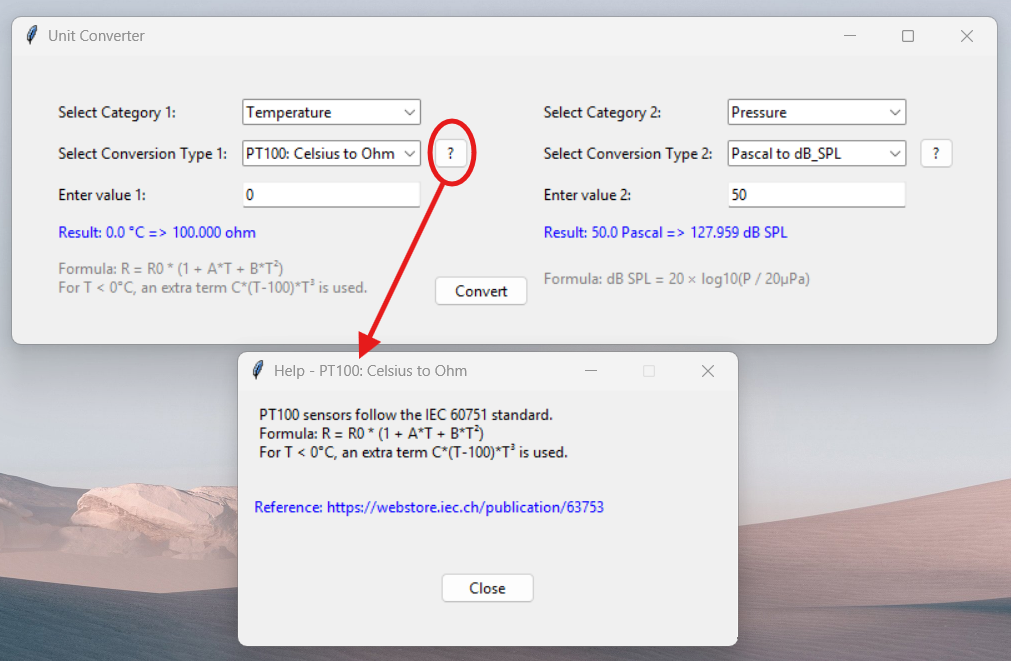 Unit Converter
Select Category 1: Temperature
Select Category 2: Pressure
Select Conversion Type 1: PT100: Celsius to Ohm ?
Select Conversion Type 2: Pascal to dB_SPL ?
Enter value 1: 0
Enter value 2: 50
Result: 0.0 °C => 100.000 ohm
Result: 50.0 Pascal => 127.959 dB SPL
Formula: R = R0 * (1 + A*T + B*T²)
For T < 0°C, an extra term C*(T-100)*T³ is used.
Formula: dB SPL = 20 × log10(P / 20µPa)
Convert
Help - PT100: Celsius to Ohm
PT100 sensors follow the IEC 60751 standard.
Formula: R = R0 * (1 + A*T + B*T²)
For T < 0°C, an extra term C*(T-100)*T³ is used.
Reference: https://webstore.iec.ch/publication/63753
Close